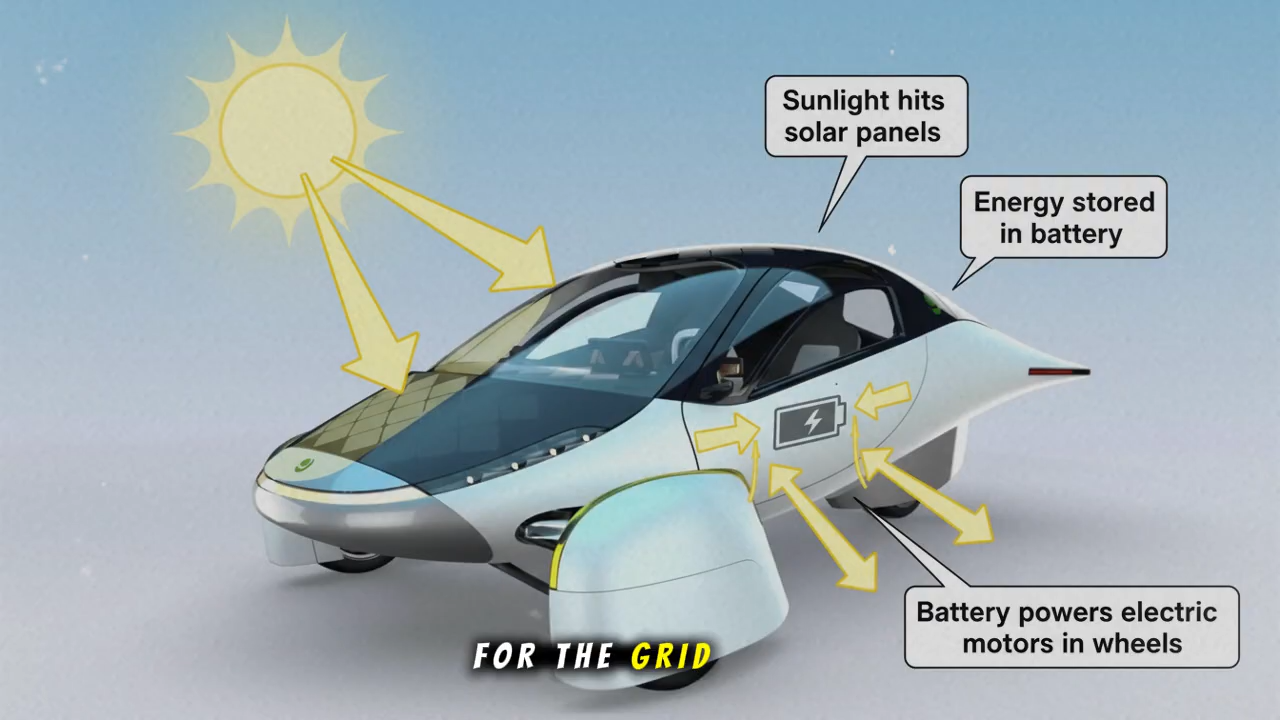 Sunlight hits
solar panels
Energy stored
in battery
Battery powers electric
motors in wheels
FOR THE GRID